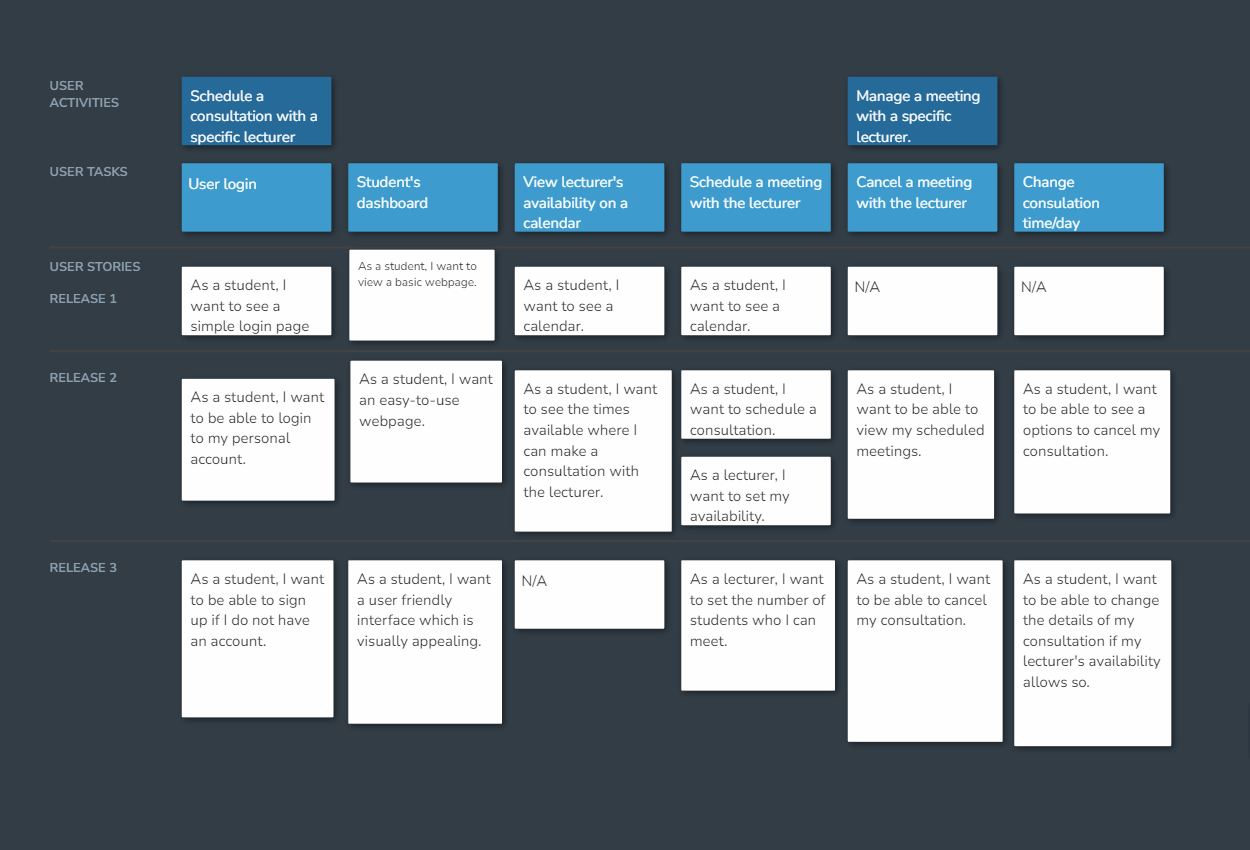 USER
ACTIVITIES
Schedule a
consultation with a
specific lecturer
Manage a meeting
with a specific
lecturer.
USER TASKS
User login
Student's
dashboard
View lecturer's
availability on a
calendar
Schedule a meeting
with the lecturer
Cancel a meeting
with the lecturer
Change
consulation
time/day
USER STORIES
RELEASE 1
As a student, I
want to see a
simple login page
As a student, I want to
view a basic webpage.
As a student, I
want to see a
calendar.
As a student, I
want to see a
calendar.
N/A
N/A
RELEASE 2
As a student, I want
to be able to login
to my personal
account.
As a student, I want
an easy-to-use
webpage.
As a student, I want
to see the times
available where I
can make a
consultation with
the lecturer.
As a student, I
want to schedule a
consultation.
As a lecturer, I
want to set my
availability.
As a student, I
want to be able to
view my scheduled
meetings.
As a student, I want
to be able to see a
options to cancel my
consultation.
RELEASE 3
As a student, I want
to be able to sign
up if I do not have
an account.
As a student, I want
a user friendly
interface which is
visually appealing.
N/A
As a lecturer, I want
to set the number of
students who I can
meet.
As a student, I want
to be able to cancel
my consultation.
As a student, I want
to be able to change
the details of my
consultation if my
lecturer's availability
allows so.